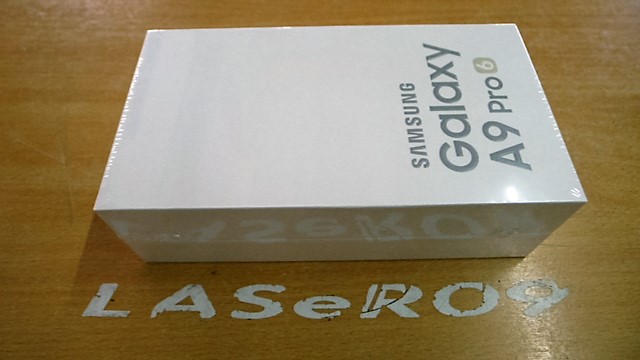 SAMSUNG
Galaxy
A9 Pro 6
LASeRO9